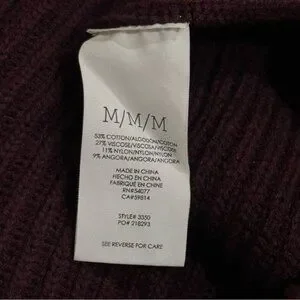 M/M/M
53% COTTON/ALGODON/COTON
27% VISCOSE/VISCOSA/VISCOSE
11% NYLON/NYLON/NYLON
9% ANGORA/ANGORA/ANGORA
MADE IN CHINA
HECHO EN CHINA
FABRIQUE EN CHINE
RN#54077
CA#59814
STYLE# 3350
PO# 218293
SEE REVERSE FOR CARE